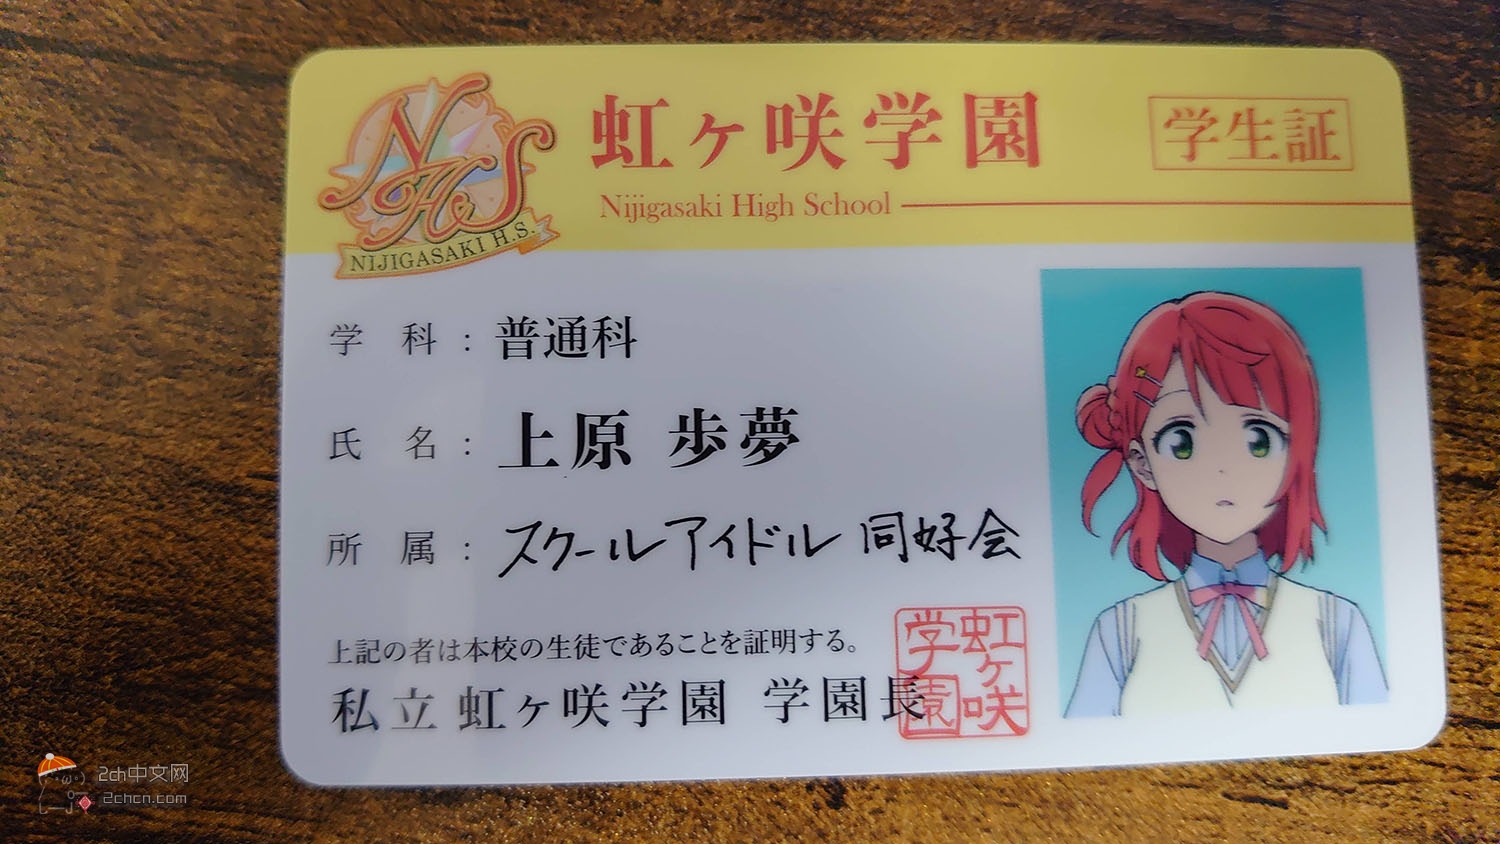 NHS
NIJIGASAKI H.S.
虹ヶ咲学園
学生証
Nijigasaki High School
学科：普通科
氏名：上原 歩夢
所属：スクールアイドル同好会
上記の者は本校の生徒であることを証明する。
私立 虹ヶ咲学園 学園長
虹ヶ咲
学園
2ch中文网
2chcn.com